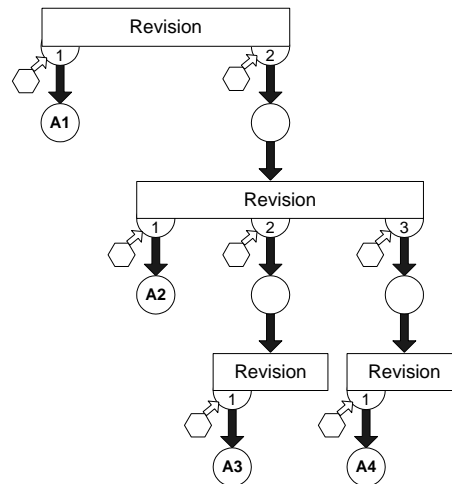 Revision
1 2
A1
Revision
1 2 3
A2
Revision Revision
1 1
A3 A4